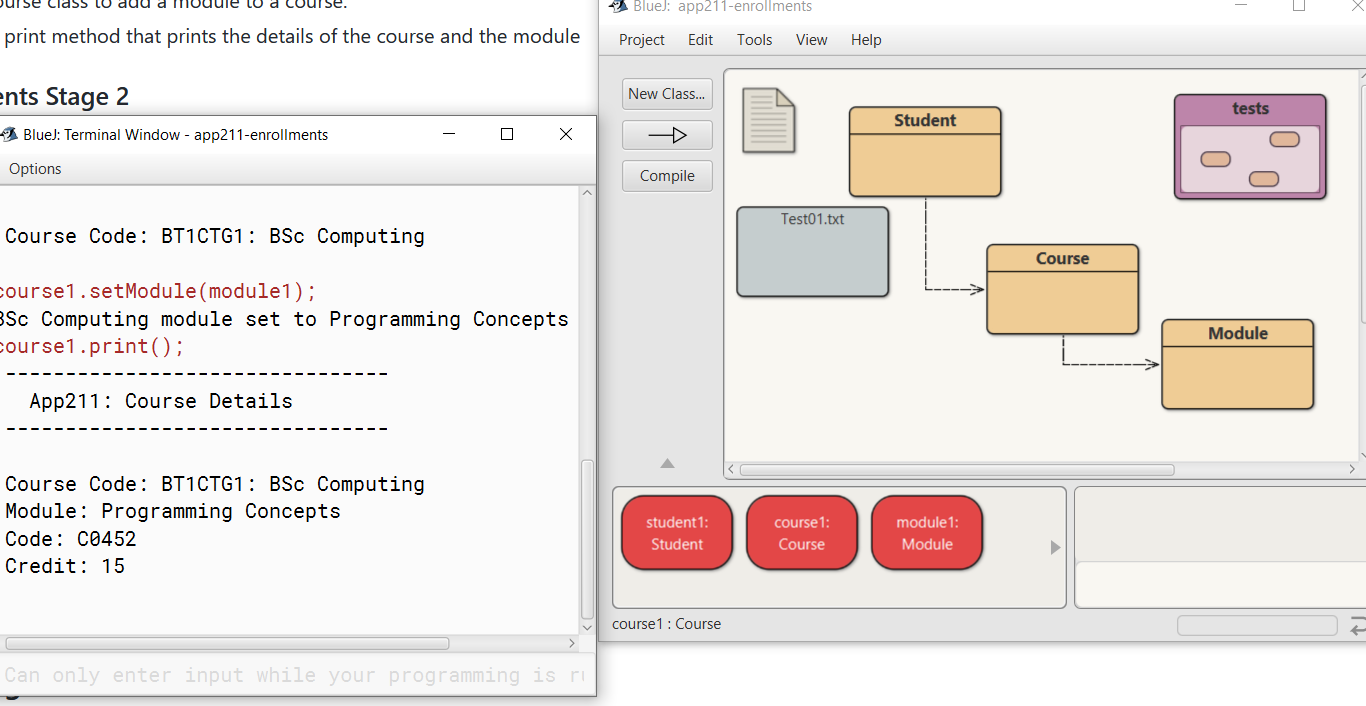 ourse class to add a module to a course.
print method that prints the details of the course and the module
ents Stage 2
BlueJ: Terminal Window - app211-enrollments
Options
Course Code: BT1CTG1: BSc Computing
course1.setModule(module1);
BSc Computing module set to Programming Concepts
course1.print();
--------------------------------
App211: Course Details
--------------------------------
Course Code: BT1CTG1: BSc Computing
Module: Programming Concepts
Code: C0452
Credit: 15
Can only enter input while your programming is ru
BlueJ: app211-enrollments
Project Edit Tools View Help
New Class...
Compile
Student
tests
Test01.txt
Course
Module
student1:
Student
course1:
Course
module1:
Module
course1 : Course